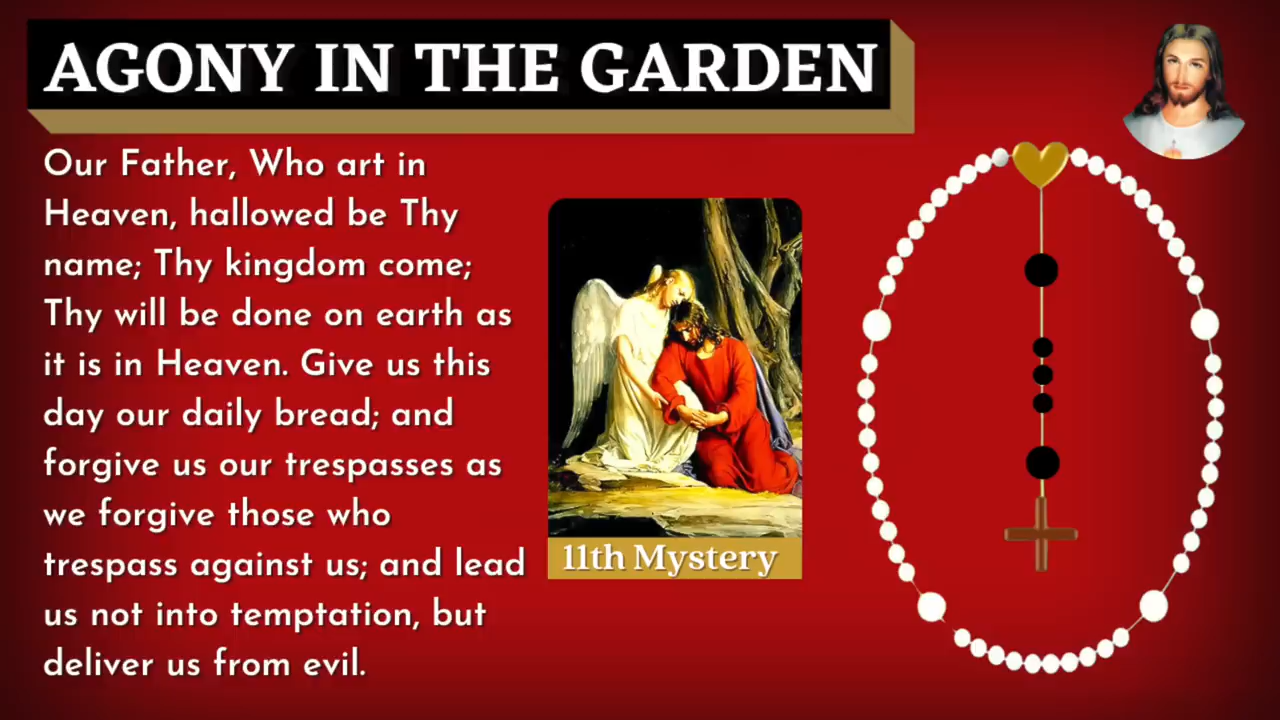 AGONY IN THE GARDEN
Our Father, Who art in
Heaven, hallowed be Thy
name; Thy kingdom come;
Thy will be done on earth as
it is in Heaven. Give us this
day our daily bread; and
forgive us our trespasses as
we forgive those who
trespass against us; and lead
us not into temptation, but
deliver us from evil.
11th Mystery